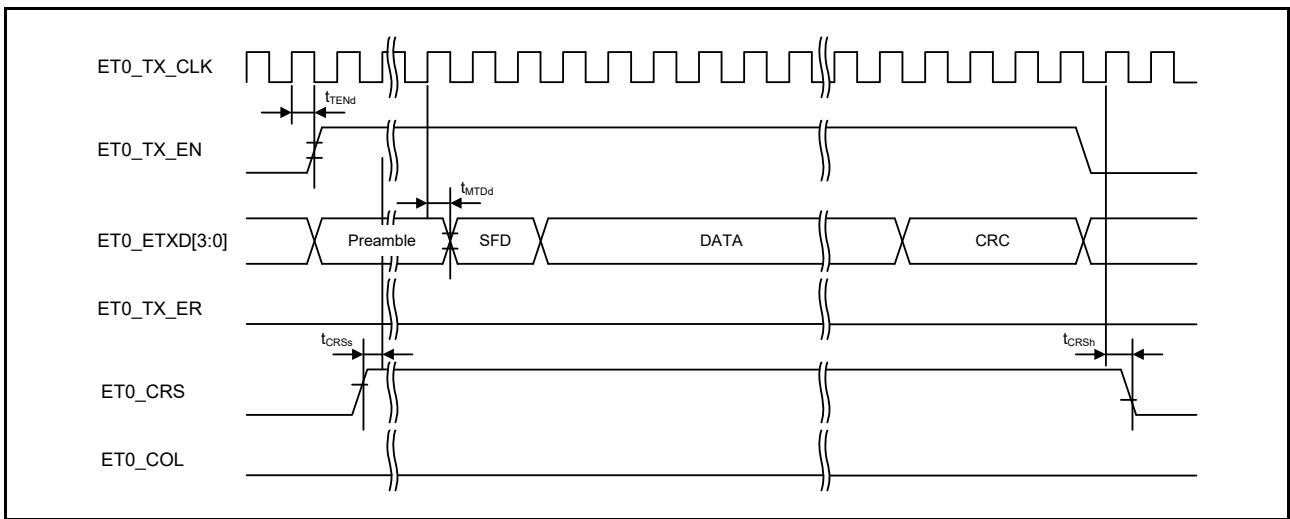 ET0_TX_CLK
tTENd
ET0_TX_EN
tMTDd
ET0_ETXD[3:0]
Preamble
SFD
DATA
CRC
ET0_TX_ER
tCRSs
tCRSh
ET0_CRS
ET0_COL